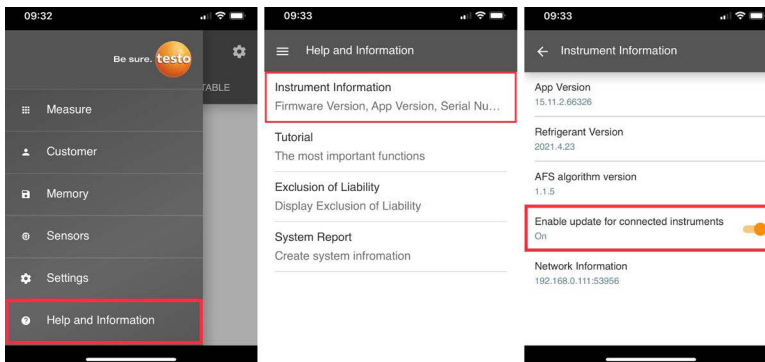 09:32
Be sure. testo
TABLE
Measure
Customer
Memory
Sensors
Settings
Help and Information
09:33
Help and Information
Instrument Information
Firmware Version, App Version, Serial Nu...
Tutorial
The most important functions
Exclusion of Liability
Display Exclusion of Liability
System Report
Create system infromation
09:33
Instrument Information
App Version
15.11.2.66326
Refrigerant Version
2021.4.23
AFS algorithm version
1.1.5
Enable update for connected instruments
On
Network Information
192.168.0.111:53956